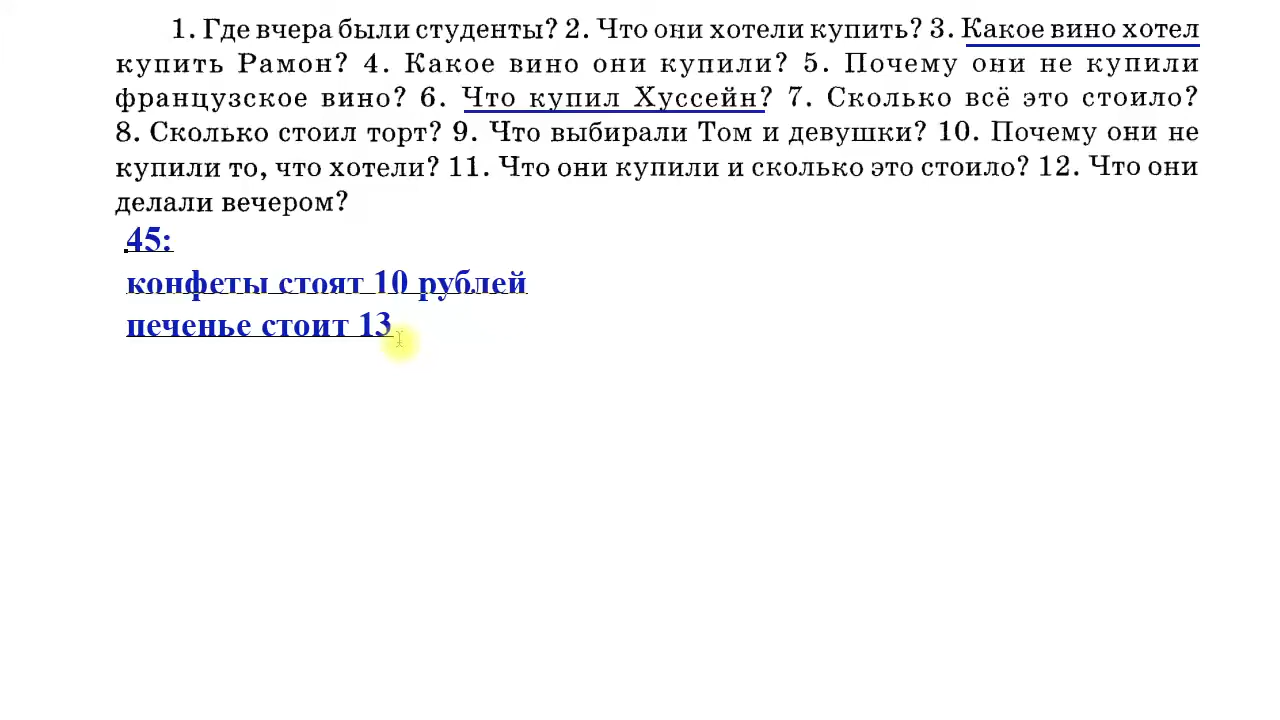 1. Где вчера были студенты? 2. Что они хотели купить? 3. Какое вино хотел
купить Рамон? 4. Какое вино они купили? 5. Почему они не купили
французское вино? 6. Что купил Хуссейн? 7. Сколько всё это стоило?
8. Сколько стоил торт? 9. Что выбирали Том и девушки? 10. Почему они не
купили то, что хотели? 11. Что они купили и сколько это стоило? 12. Что они
делали вечером?
45:
конфеты стоят 10 рублей
печенье стоит 13